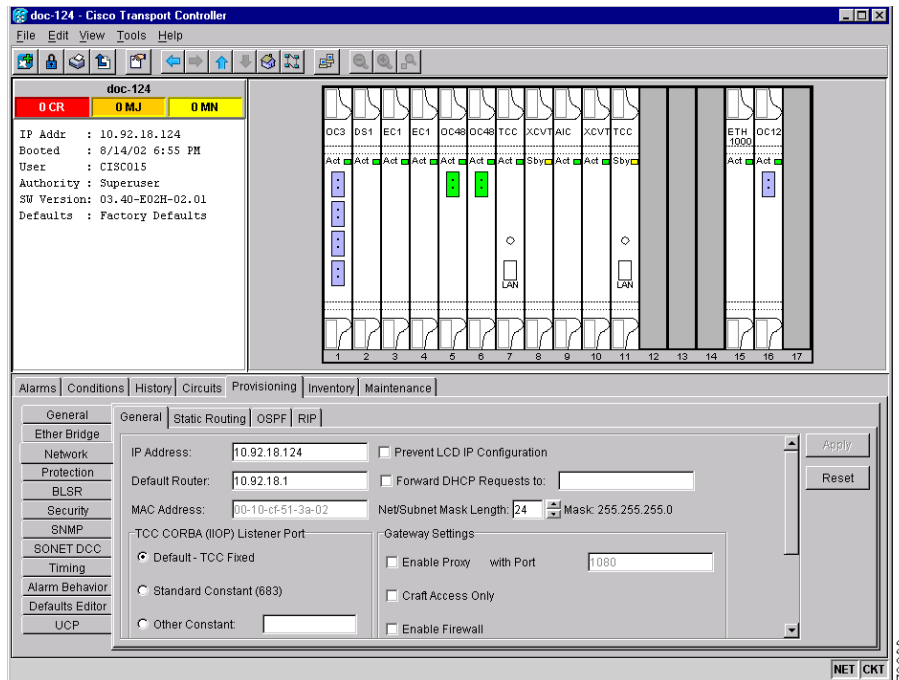 doc-124 - Cisco Transport Controller
File Edit View Tools Help
doc-124
0 CR 0 MJ 0 MN
IP Addr : 10.92.18.124
Booted : 8/14/02 6:55 PM
User : CISCO15
Authority : Superuser
SW Version: 03.40-E02H-02.01
Defaults : Factory Defaults
OC3 DS1 EC1 EC1 OC48 OC48 TCC XCVT AIC XCVT TCC ETH 1000 OC12
Act Act Act Act Act Act Act Sby Act Act Sby Act Act
LAN LAN
1 2 3 4 5 6 7 8 9 10 11 12 13 14 15 16 17
Alarms Conditions History Circuits Provisioning Inventory Maintenance
General
Ether Bridge
Network
Protection
BLSR
Security
SNMP
SONET DCC
Timing
Alarm Behavior
Defaults Editor
UCP
General Static Routing OSPF RIP
IP Address: 10.92.18.124 Prevent LCD IP Configuration
Default Router: 10.92.18.1 Forward DHCP Requests to:
MAC Address: 00-10-cf-51-3a-02 Net/Subnet Mask Length: 24 Mask: 255.255.255.0
TCC CORBA (IIOP) Listener Port
Default - TCC Fixed
Standard Constant (683)
Other Constant:
Gateway Settings
Enable Proxy with Port 1080
Craft Access Only
Enable Firewall
Apply
Reset
NET CKT